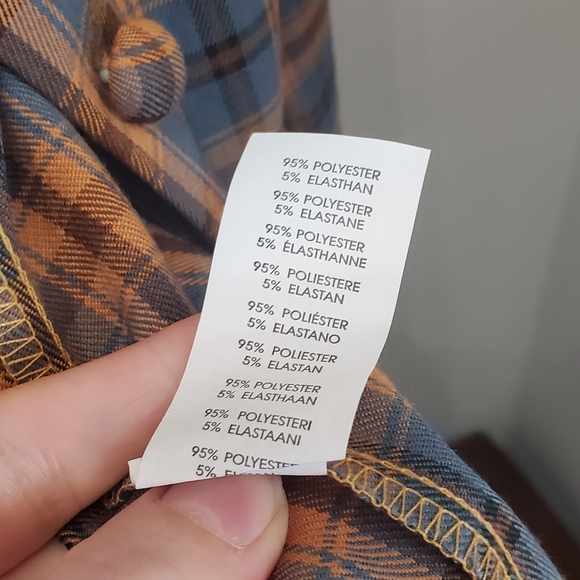 95% POLYESTER
5% ELASTHAN
95% POLYESTER
5% ELASTANE
95% POLYESTER
5% ÉLASTHANNE
95% POLIESTERE
5% ELASTAN
95% POLIÉSTER
5% ELASTANO
95% POLIESTER
5% ELASTAN
95% POLYESTER
5% ELASTHAAN
95% POLYESTERI
5% ELASTAANI
95% POLYESTER
5%